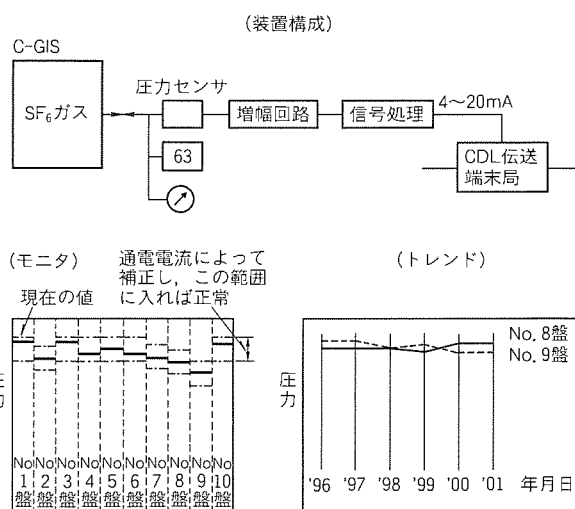 (装置構成)
C-GIS
SF6ガス
圧力センサ
増幅回路
信号処理
4～20mA
63
CDL伝送
端末局
(モニタ)
現在の値
通電電流によって
補正し，この範囲
に入れば正常
圧力
No 1 盤
No 2 盤
No 3 盤
No 4 盤
No 5 盤
No 6 盤
No 7 盤
No 8 盤
No 9 盤
No 10 盤
(トレンド)
圧力
No.8盤
No.9盤
'96 '97 '98 '99 '00 '01 年月日